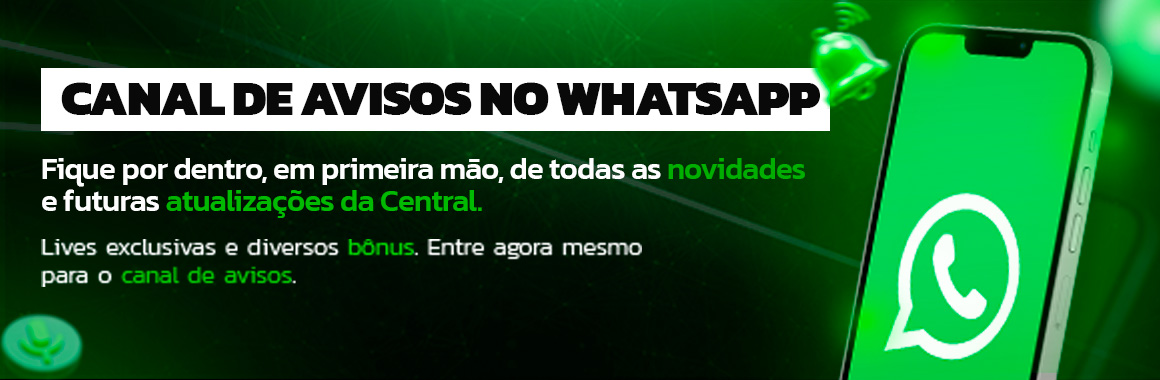 CANAL DE AVISOS NO WHATSAPP
Fique por dentro, em primeira mão, de todas as novidades
e futuras atualizações da Central.
Lives exclusivas e diversos bônus. Entre agora mesmo
para o canal de avisos.